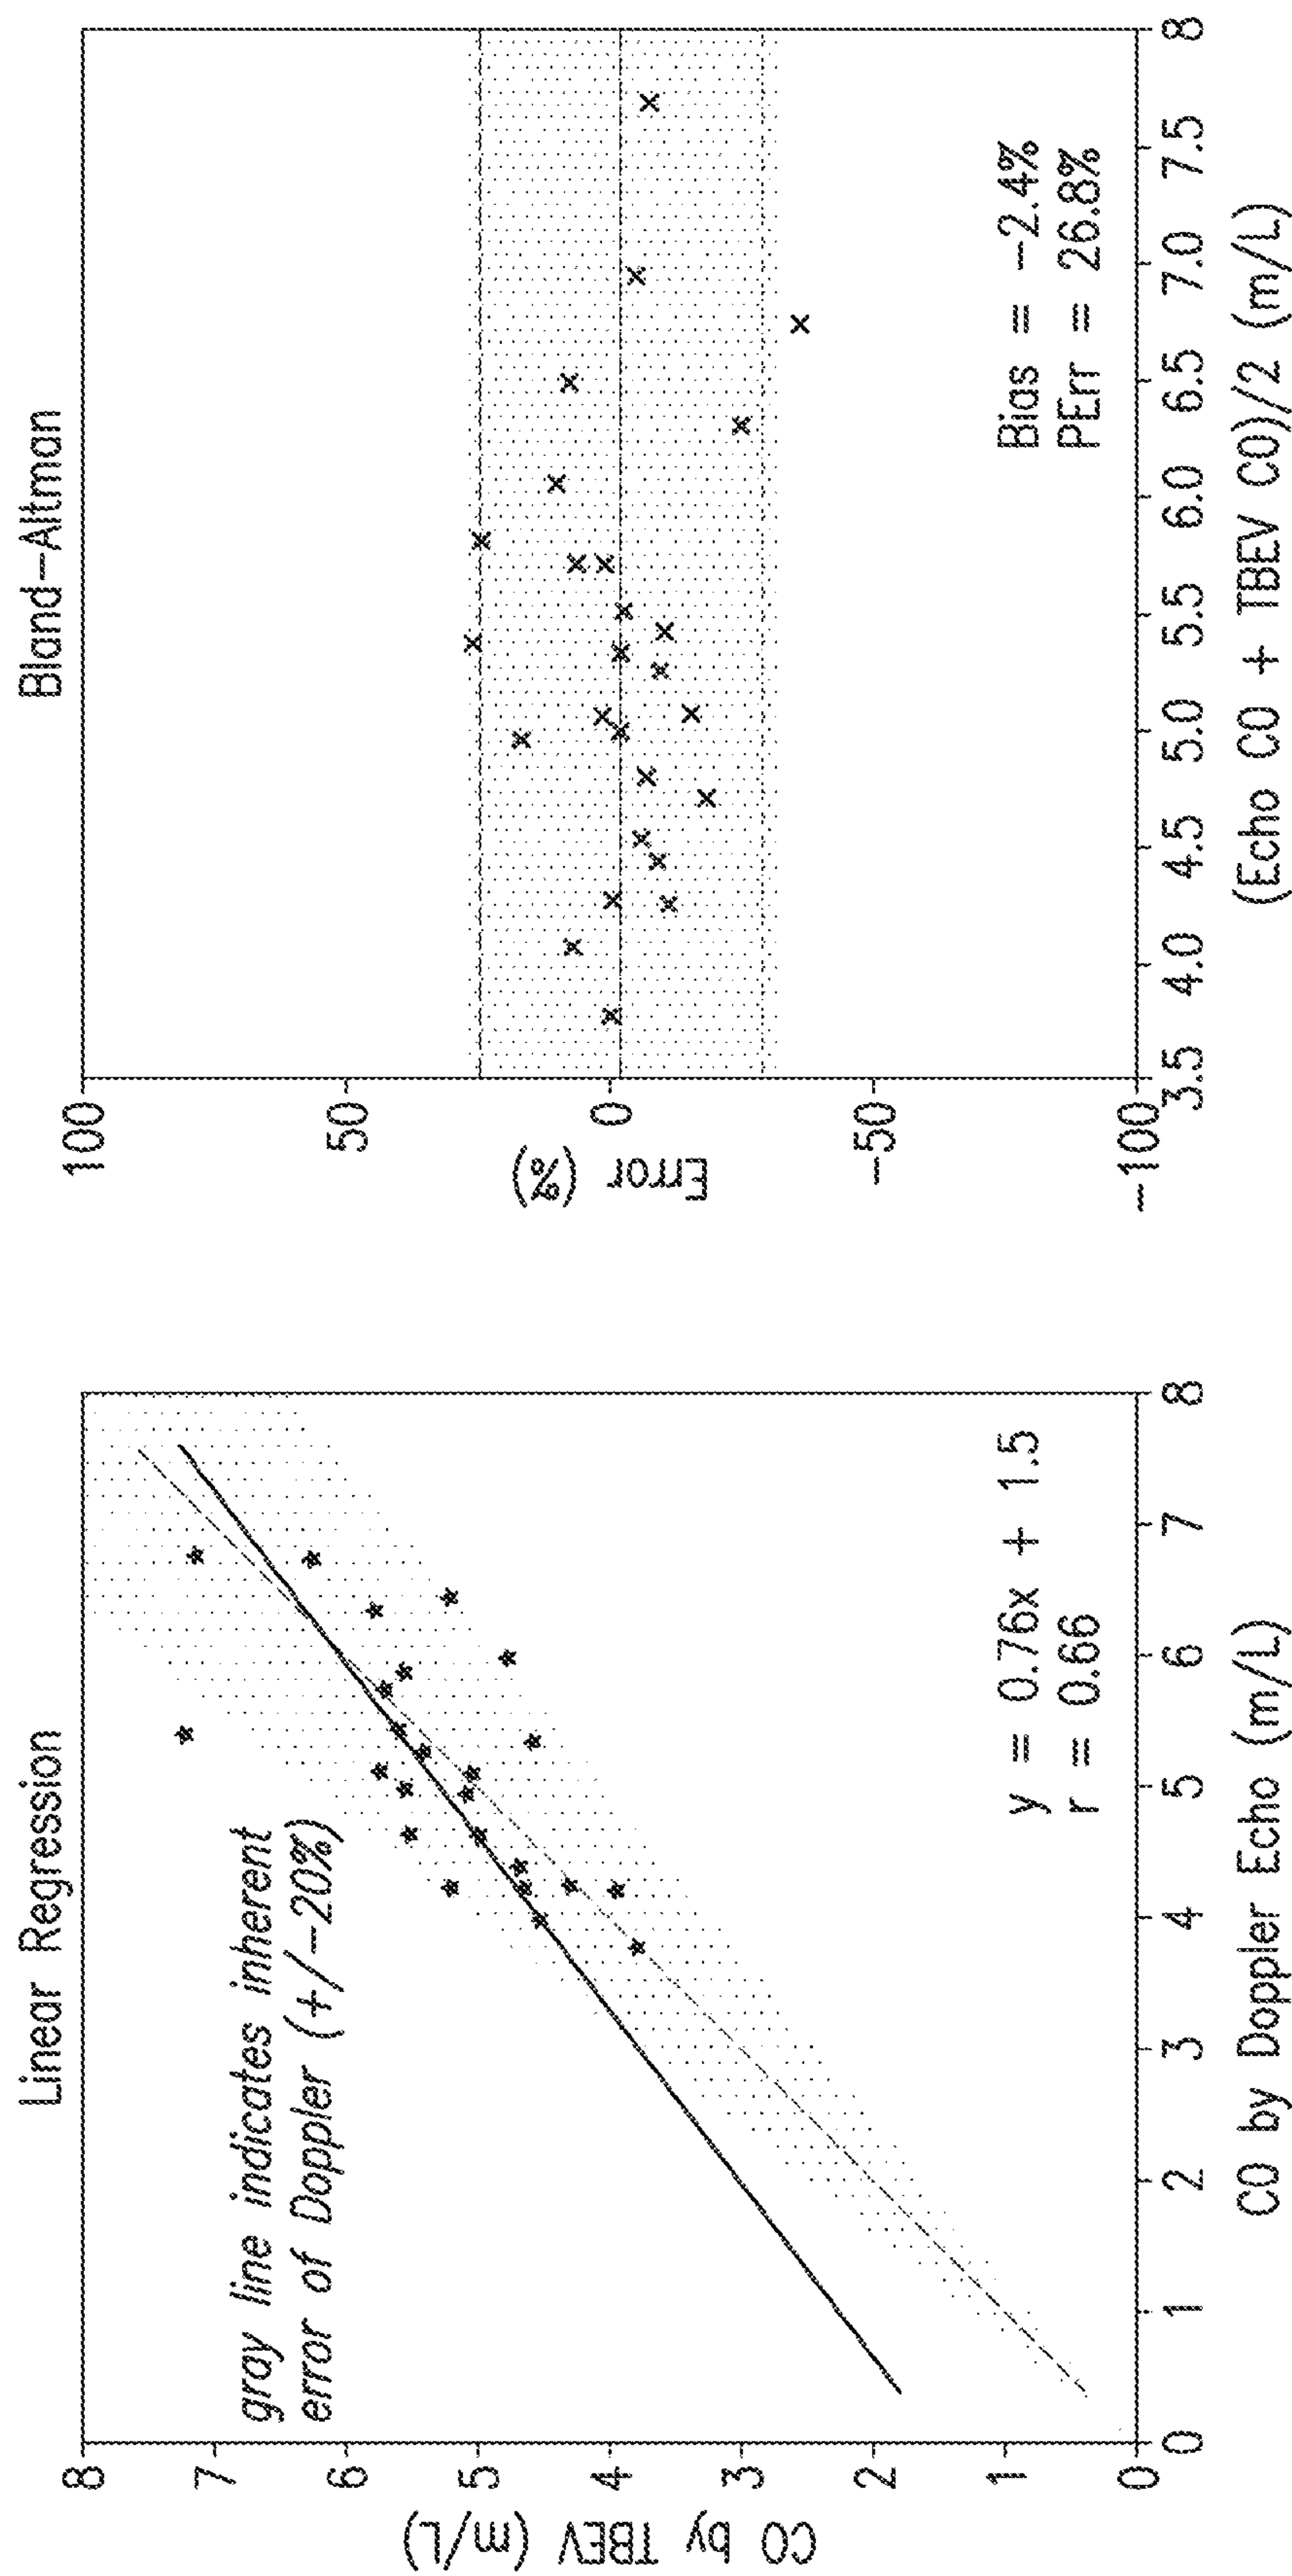 Linear Regression
gray line indicates inherent
error of Doppler (+/-20%)
8
7
6
5
4
3
2
1
0
CO by TBEV (m/L)
y = 0.76x + 1.5
r = 0.66
0 1 2 3 4 5 6 7 8
CO by Doppler Echo (m/L)
Bland-Altman
100
50
0
-50
-100
Error (%)
Bias = -2.4%
PErr = 26.8%
3.5 4.0 4.5 5.0 5.5 6.0 6.5 7.0 7.5 8
(Echo CO + TBEV CO)/2 (m/L)